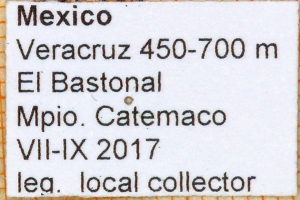 Mexico
Veracruz 450-700 m
El Bastonal
Mpio. Catemaco
VII-IX 2017
leg. local collector